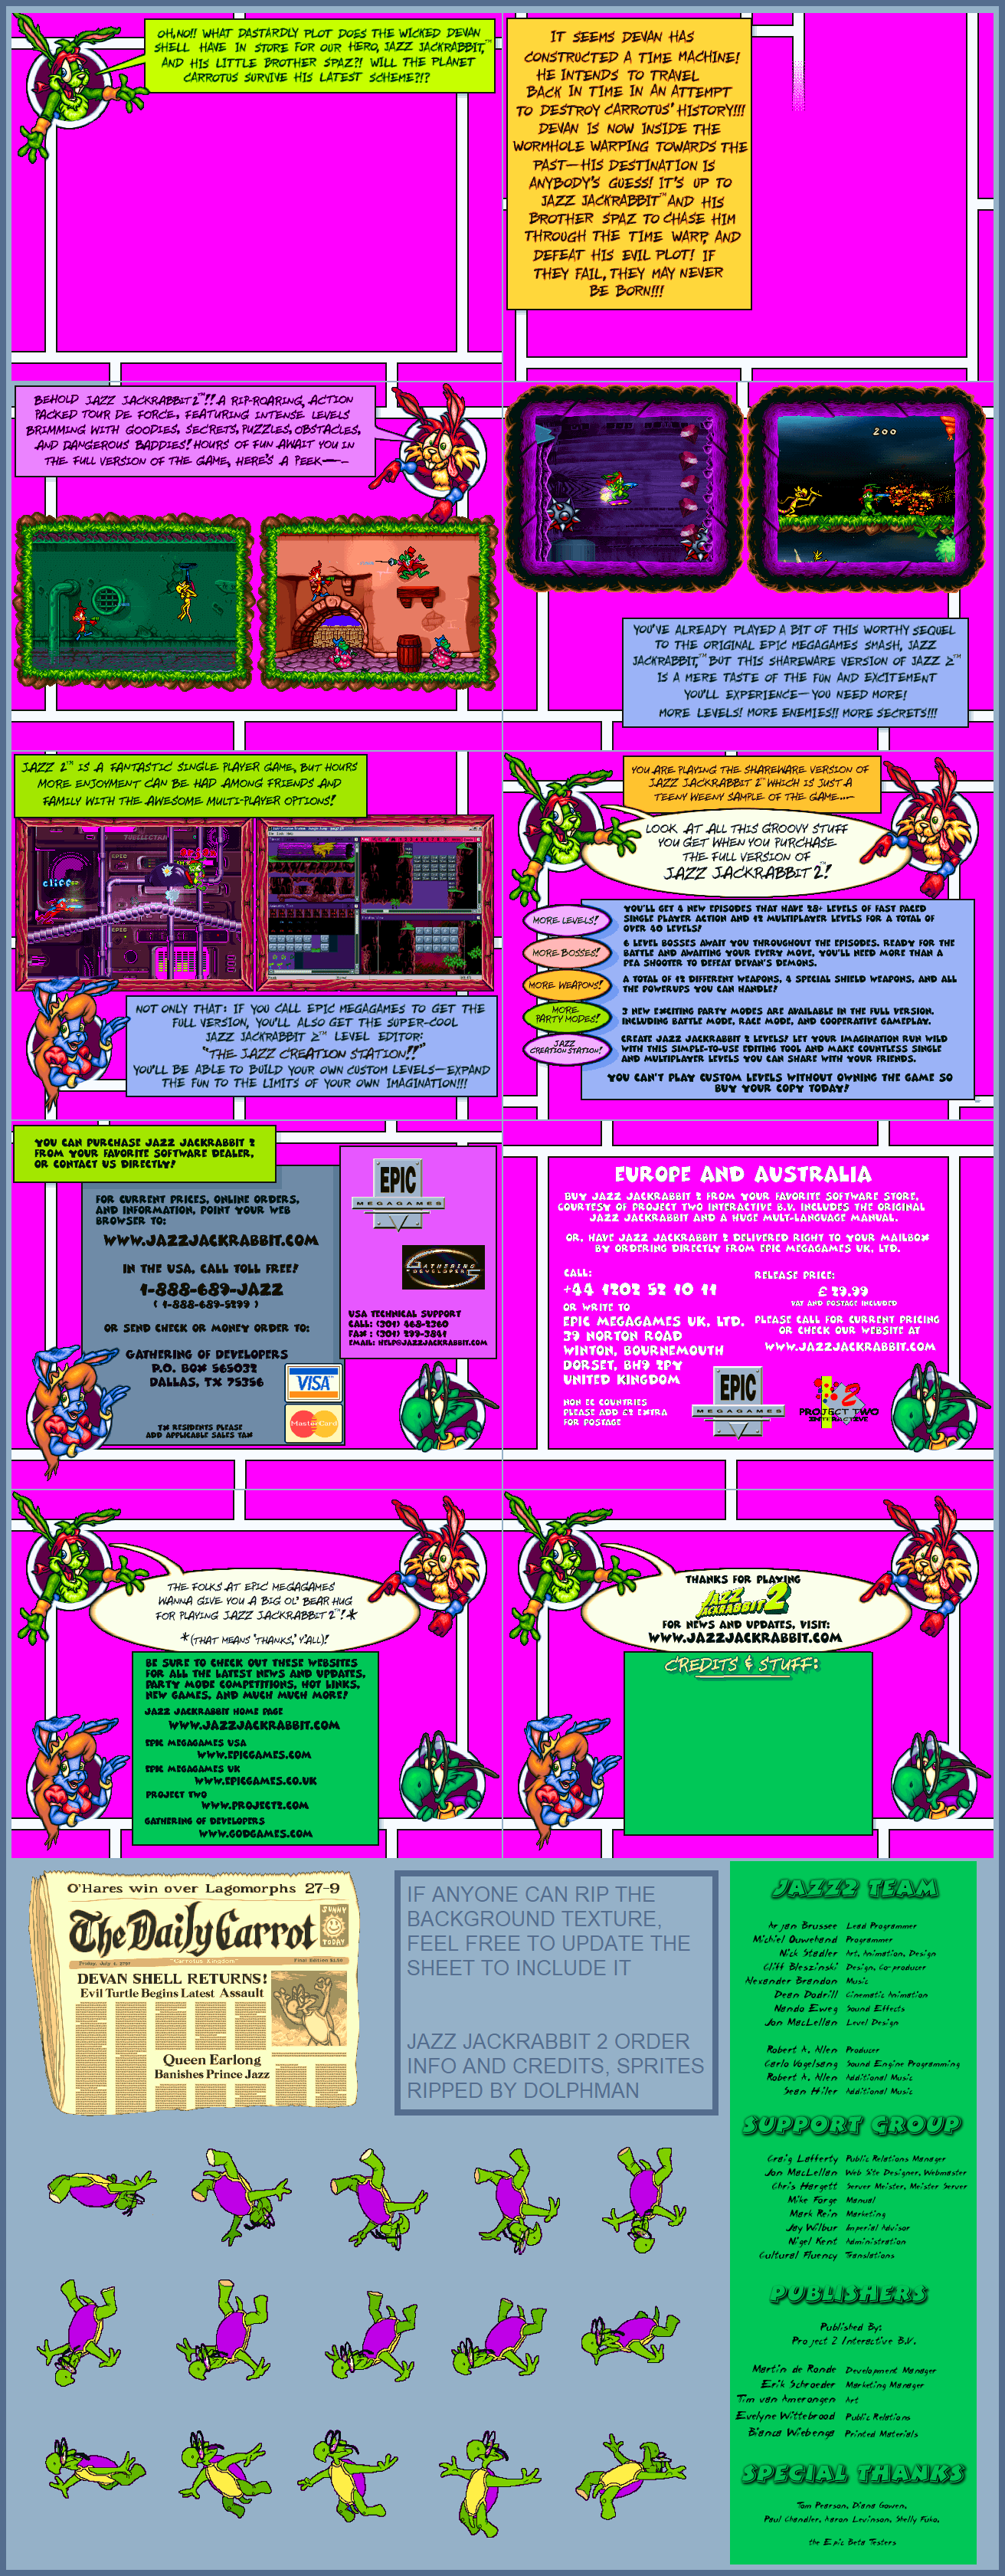 OH, NO!! WHAT DASTARDLY PLOT DOES THE WICKED DEVAN
SHELL HAVE IN STORE FOR OUR HERO, JAZZ JACKRABBIT,™
AND HIS LITTLE BROTHER SPAZ?! WILL THE PLANET
CARROTUS SURVIVE HIS LATEST SCHEME?!?
IT SEEMS DEVAN HAS
CONSTRUCTED A TIME MACHINE!
HE INTENDS TO TRAVEL
BACK IN TIME IN AN ATTEMPT
TO DESTROY CARROTUS' HISTORY!!!
DEVAN IS NOW INSIDE THE
WORMHOLE WARPING TOWARDS THE
PAST—HIS DESTINATION IS
ANYBODY'S GUESS! IT'S UP TO
JAZZ JACKRABBIT™ AND HIS
BROTHER SPAZ TO CHASE HIM
THROUGH THE TIME WARP, AND
DEFEAT HIS EVIL PLOT! IF
THEY FAIL, THEY MAY NEVER
BE BORN!!!
BEHOLD JAZZ JACKRABBIT 2™!! A RIP-ROARING, ACTION
PACKED TOUR DE FORCE, FEATURING INTENSE LEVELS
BRIMMING WITH GOODIES, SECRETS, PUZZLES, OBSTACLES,
AND DANGEROUS BADDIES! HOURS OF FUN AWAIT YOU IN
THE FULL VERSION OF THE GAME, HERE'S A PEEK——
200
YOU'VE ALREADY PLAYED A BIT OF THIS WORTHY SEQUEL
TO THE ORIGINAL EPIC MEGAGAMES SMASH, JAZZ
JACKRABBIT,™ BUT THIS SHAREWARE VERSION OF JAZZ 2™
IS A MERE TASTE OF THE FUN AND EXCITEMENT
YOU'LL EXPERIENCE—YOU NEED MORE!
MORE LEVELS! MORE ENEMIES!! MORE SECRETS!!!
JAZZ 2™ IS A FANTASTIC SINGLE PLAYER GAME, BUT HOURS
MORE ENJOYMENT CAN BE HAD AMONG FRIENDS AND
FAMILY WITH THE AWESOME MULTI-PLAYER OPTIONS!
cliff
EPIC
EPIC
NOT ONLY THAT: IF YOU CALL EPIC MEGAGAMES TO GET THE
FULL VERSION, YOU'LL ALSO GET THE SUPER-COOL
JAZZ JACKRABBIT 2™ LEVEL EDITOR:
"THE JAZZ CREATION STATION!!"
YOU'LL BE ABLE TO BUILD YOUR OWN CUSTOM LEVELS—EXPAND
THE FUN TO THE LIMITS OF YOUR OWN IMAGINATION!!!
YOU ARE PLAYING THE SHAREWARE VERSION OF
JAZZ JACKRABBIT 2™ WHICH IS JUST A
TEENY WEENY SAMPLE OF THE GAME...
LOOK AT ALL THIS GROOVY STUFF
YOU GET WHEN YOU PURCHASE
THE FULL VERSION OF
JAZZ JACKRABBIT 2™!
MORE LEVELS!
YOU'LL GET 4 NEW EPISODES THAT HAVE 28+ LEVELS OF FAST PACED
SINGLE PLAYER ACTION AND 12 MULTIPLAYER LEVELS FOR A TOTAL OF
OVER 40 LEVELS!
MORE BOSSES!
6 LEVEL BOSSES AWAIT YOU THROUGHOUT THE EPISODES. READY FOR THE
BATTLE AND AWAITING YOUR EVERY MOVE, YOU'LL NEED MORE THAN A
PEA SHOOTER TO DEFEAT DEVAN'S DEMONS.
MORE WEAPONS!
A TOTAL OF 12 DIFFERENT WEAPONS, 4 SPECIAL SHIELD WEAPONS, AND ALL
THE POWERUPS YOU CAN HANDLE!
MORE
PARTY MODES!
3 NEW EXCITING PARTY MODES ARE AVAILABLE IN THE FULL VERSION.
INCLUDING BATTLE MODE, RACE MODE, AND COOPERATIVE GAMEPLAY.
JAZZ
CREATION STATION!
CREATE JAZZ JACKRABBIT 2 LEVELS! LET YOUR IMAGINATION RUN WILD
WITH THIS SIMPLE-TO-USE EDITING TOOL AND MAKE COUNTLESS SINGLE
AND MULTIPLAYER LEVELS YOU CAN SHARE WITH YOUR FRIENDS.
YOU CAN'T PLAY CUSTOM LEVELS WITHOUT OWNING THE GAME SO
BUY YOUR COPY TODAY!
YOU CAN PURCHASE JAZZ JACKRABBIT 2
FROM YOUR FAVORITE SOFTWARE DEALER,
OR CONTACT US DIRECTLY!
FOR CURRENT PRICES, ONLINE ORDERS,
AND INFORMATION, POINT YOUR WEB
BROWSER TO:
WWW.JAZZJACKRABBIT.COM
IN THE USA, CALL TOLL FREE!
1-888-689-JAZZ
( 1-888-689-5299 )
OR SEND CHECK OR MONEY ORDER TO:
GATHERING OF DEVELOPERS
P.O. BOX 565032
DALLAS, TX 75356
TX RESIDENTS PLEASE
ADD APPLICABLE SALES TAX
VISA
MasterCard
EPIC
MEGAGAMES
GATHERING
DEVELOPERS
USA TECHNICAL SUPPORT
CALL: (301) 468-2360
FAX : (301) 299-3841
EMAIL: HELP@JAZZJACKRABBIT.COM
EUROPE AND AUSTRALIA
BUY JAZZ JACKRABBIT 2 FROM YOUR FAVORITE SOFTWARE STORE,
COURTESY OF PROJECT TWO INTERACTIVE B.V. INCLUDES THE ORIGINAL
JAZZ JACKRABBIT AND A HUGE MULT-LANGUAGE MANUAL.
OR, HAVE JAZZ JACKRABBIT 2 DELIVERED RIGHT TO YOUR MAILBOX
BY ORDERING DIRECTLY FROM EPIC MEGAGAMES UK, LTD.
CALL:
+44 1202 52 10 11
OR WRITE TO
EPIC MEGAGAMES UK, LTD.
39 NORTON ROAD
WINTON, BOURNEMOUTH
DORSET, BH9 2PY
UNITED KINGDOM
NON EC COUNTRIES
PLEASE ADD £2 EXTRA
FOR POSTAGE
RELEASE PRICE:
£ 29.99
VAT AND POSTAGE INCLUDED
PLEASE CALL FOR CURRENT PRICING
OR CHECK OUR WEBSITE AT
WWW.JAZZJACKRABBIT.COM
EPIC
MEGAGAMES
2
PROJECT TWO
INTERACTIVE
THE FOLKS AT EPIC MEGAGAMES
WANNA GIVE YOU A BIG OL' BEAR HUG
FOR PLAYING JAZZ JACKRABBIT 2™!*
*(THAT MEANS "THANKS," Y'ALL)!
BE SURE TO CHECK OUT THESE WEBSITES
FOR ALL THE LATEST NEWS AND UPDATES,
PARTY MODE COMPETITIONS, HOT LINKS,
NEW GAMES, AND MUCH MUCH MORE!
JAZZ JACKRABBIT HOME PAGE
WWW.JAZZJACKRABBIT.COM
EPIC MEGAGAMES USA
WWW.EPICGAMES.COM
EPIC MEGAGAMES UK
WWW.EPICGAMES.CO.UK
PROJECT TWO
WWW.PROJECT2.COM
GATHERING OF DEVELOPERS
WWW.GODGAMES.COM
THANKS FOR PLAYING
JAZZ
JACKRABBIT 2
FOR NEWS AND UPDATES, VISIT:
WWW.JAZZJACKRABBIT.COM
CREDITS & STUFF:
O'Hares win over Lagomorphs 27-9
The Daily Carrot
SUNNY
TODAY
"Carrotus Kingdom"
Final Edition $1.50
DEVAN SHELL RETURNS!
Evil Turtle Begins Latest Assault
Queen Earlong
Banishes Prince Jazz
IF ANYONE CAN RIP THE
BACKGROUND TEXTURE,
FEEL FREE TO UPDATE THE
SHEET TO INCLUDE IT
JAZZ JACKRABBIT 2 ORDER
INFO AND CREDITS, SPRITES
RIPPED BY DOLPHMAN
JAZZ2 TEAM
Arjan Brussee Lead Programmer
Michiel Ouwehand Programmer
Nick Stadler Art, Animation, Design
Cliff Bleszinski Design, Co-producer
Alexander Brandon Music
Dean Dodrill Cinematic Animation
Nando Eweg Sound Effects
Jon MacLellan Level Design
Robert A. Allen Producer
Carlo Vogelsang Sound Engine Programming
Robert A. Allen Additional Music
Sean Hiler Additional Music
SUPPORT GROUP
Craig Lafferty Public Relations Manager
Jon MacLellan Web Site Designer, Webmaster
Chris Hargett Server Meister, Meister Server
Mike Forge Manual
Mark Rein Marketing
Jay Wilbur Imperial Advisor
Nigel Kent Administration
Cultural Fluency Translations
PUBLISHERS
Published By:
Project 2 Interactive B.V.
Martin de Ronde Development Manager
Erik Schroeder Marketing Manager
Tim van Amerongen Art
Evelyne Wittebrood Public Relations
Bianca Wiebenga Printed Materials
SPECIAL THANKS
Tom Pearson, Diana Gowen,
Paul Chandler, Aaron Levinson, Shelly Fuko,
the Epic Beta Testers